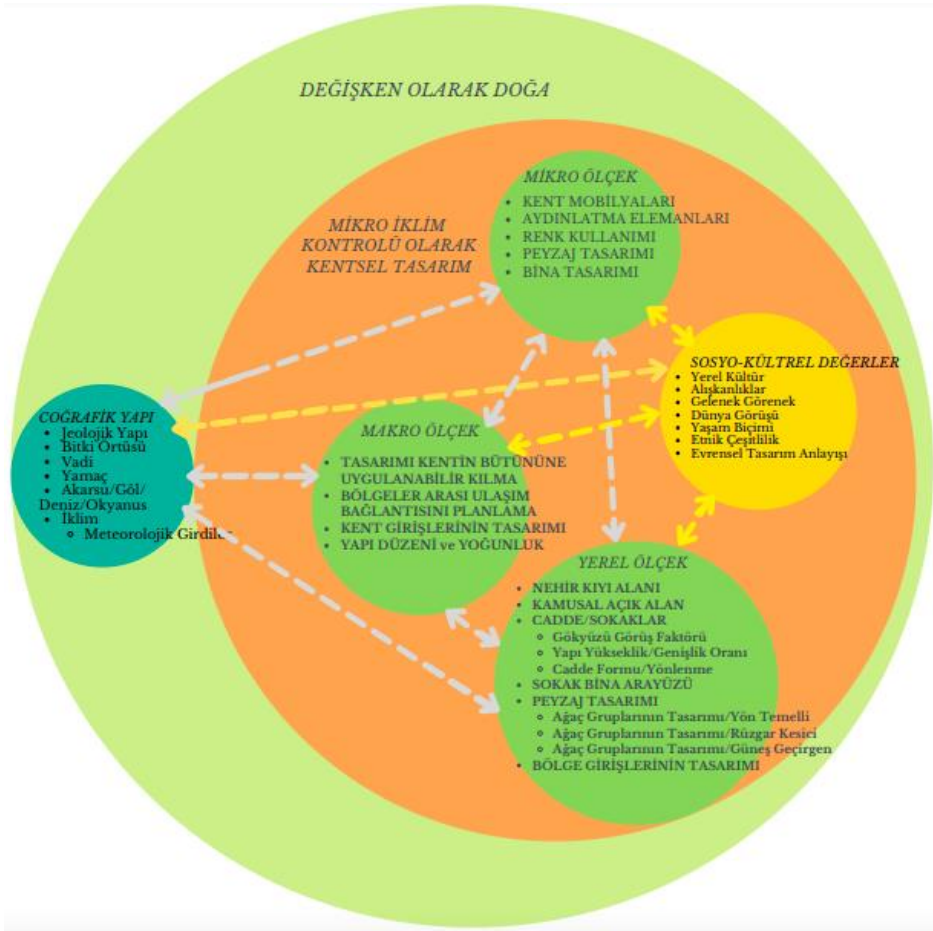 DEĞİŞKEN OLARAK DOĞA
MİKRO İKLİM
KONTROLÜ OLARAK
KENTSEL TASARIM
MİKRO ÖLÇEK
• KENT MOBİLYALARI
• AYDINLATMA ELEMANLARI
• RENK KULLANIMI
• PEYZAJ TASARIMI
• BİNA TASARIMI
SOSYO-KÜLTREL DEĞERLER
• Yerel Kültür
• Alışkanlıklar
• Gelenek Görenek
• Dünya Görüşü
• Yaşam Biçimi
• Etnik Çeşitlilik
• Evrensel Tasarım Anlayışı
COĞRAFİK YAPI
• Jeolojik Yapı
• Bitki Örtüsü
• Vadi
• Yamaç
• Akarsu/Göl/
Deniz/Okyanus
• İklim
◦ Meteorolojik Girdiler
MAKRO ÖLÇEK
• TASARIMI KENTİN BÜTÜNÜNE
UYGULANABİLİR KILMA
• BÖLGELER ARASI ULAŞIM
BAĞLANTISINI PLANLAMA
• KENT GİRİŞLERİNİN TASARIMI
• YAPI DÜZENİ ve YOĞUNLUK
YEREL ÖLÇEK
• NEHİR KIYI ALANI
• KAMUSAL AÇIK ALAN
• CADDE/SOKAKLAR
◦ Gökyüzü Görüş Faktörü
◦ Yapı Yükseklik/Genişlik Oranı
◦ Cadde Formu/Yönlenme
• SOKAK BİNA ARAYÜZÜ
• PEYZAJ TASARIMI
◦ Ağaç Gruplarının Tasarımı/Yön Temelli
◦ Ağaç Gruplarının Tasarımı/Rüzgar Kesici
◦ Ağaç Gruplarının Tasarımı/Güneş Geçirgen
• BÖLGE GİRİŞLERİNİN TASARIMI